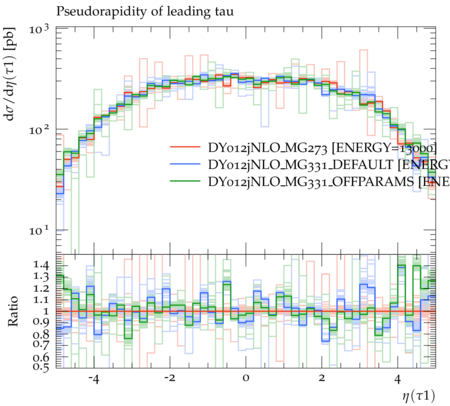 Pseudorapidity of leading tau
dσ/dη(τ1) [pb]
10³
10²
10¹
DY012jNLO_MG273 [ENERGY=13000]
DY012jNLO_MG331_DEFAULT [ENERGY
DY012jNLO_MG331_OFFPARAMS [ENE
Ratio
1.4
1.3
1.2
1.1
1
0.9
0.8
0.7
0.6
0.5
-4 -2 0 2 4
η(τ1)